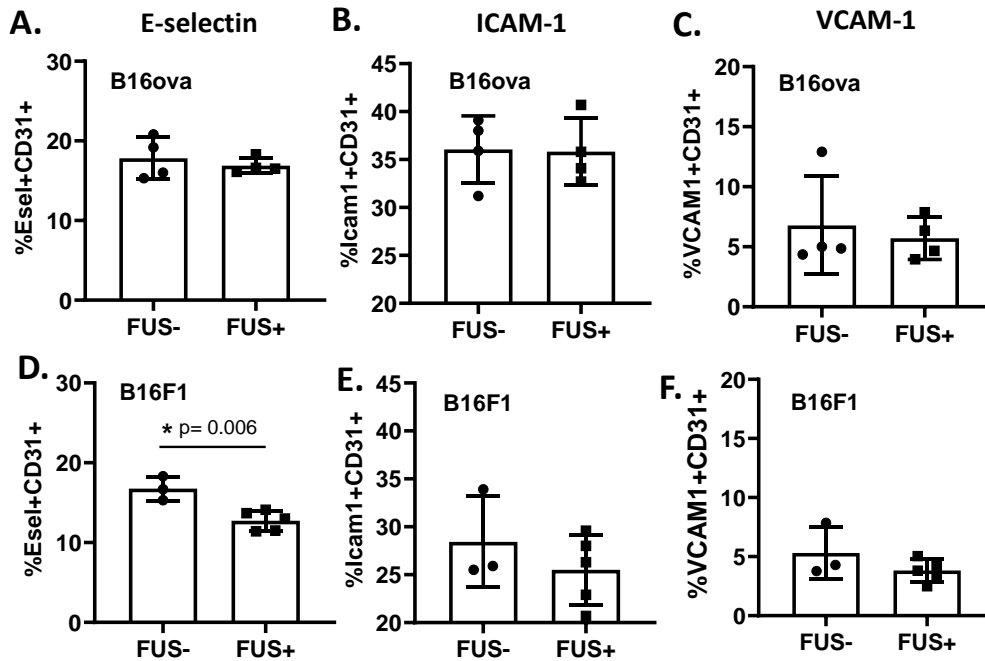 A.
E-selectin
B16ova
%Esel+CD31+
30
20
10
0
FUS-
FUS+
B.
ICAM-1
%Icam1+CD31+
45
40
35
30
25
20
FUS-
FUS+
C.
VCAM-1
B16ova
%VCAM1+CD31+
20
15
10
5
0
FUS-
FUS+
D.
B16F1
* p= 0.006
%Esel+CD31+
30
20
10
0
FUS-
FUS+
E.
B16F1
%Icam1+CD31+
45
40
35
30
25
20
FUS-
FUS+
F.
B16F1
%VCAM1+CD31+
20
15
10
5
0
FUS-
FUS+